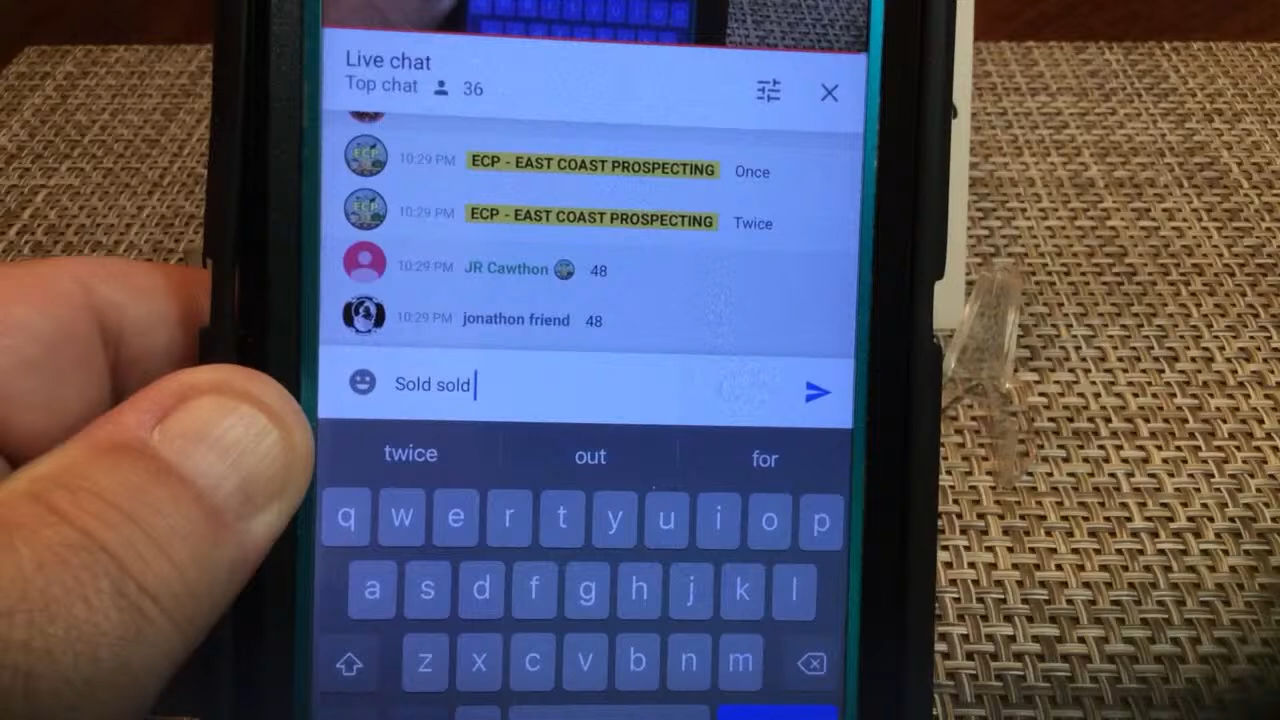 Live chat
Top chat 36
10:29 PM ECP - EAST COAST PROSPECTING Once
10:29 PM ECP - EAST COAST PROSPECTING Twice
10:29 PM JR Cawthon 48
10:29 PM jonathon friend 48
Sold sold
twice out for
q w e r t y u i o p
a s d f g h j k l
z x c v b n m